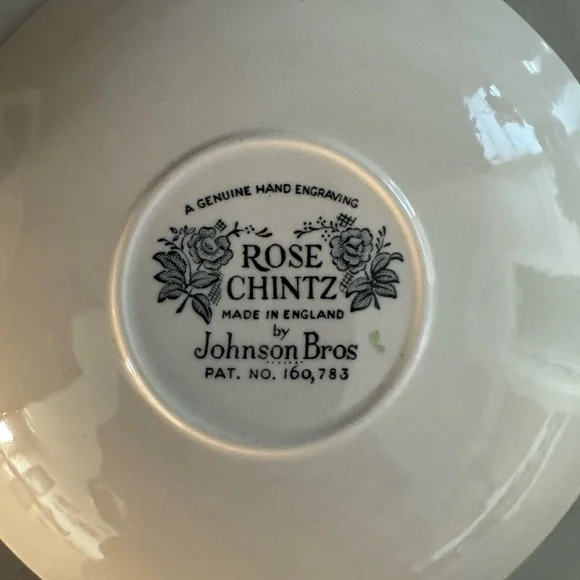 A GENUINE HAND ENGRAVING
ROSE
CHINTZ
MADE IN ENGLAND
by
Johnson Bros
PAT. NO. 160,783